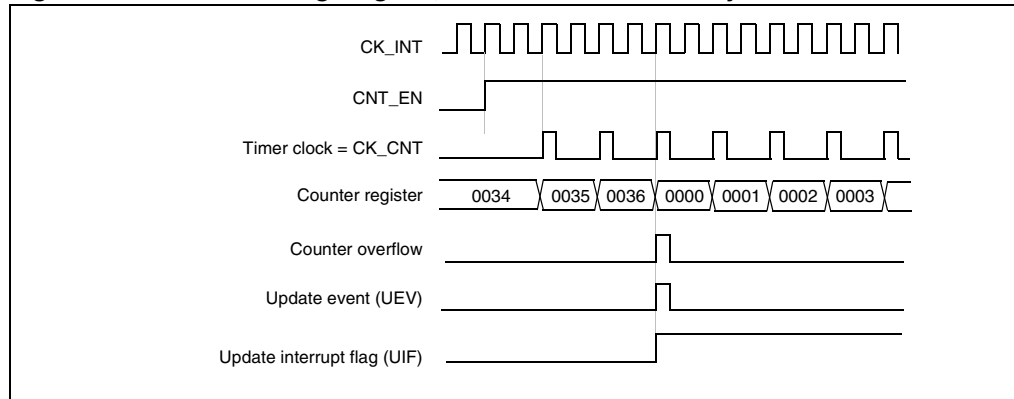 CK_INT
CNT_EN
Timer clock = CK_CNT
Counter register 0034 0035 0036 0000 0001 0002 0003
Counter overflow
Update event (UEV)
Update interrupt flag (UIF)